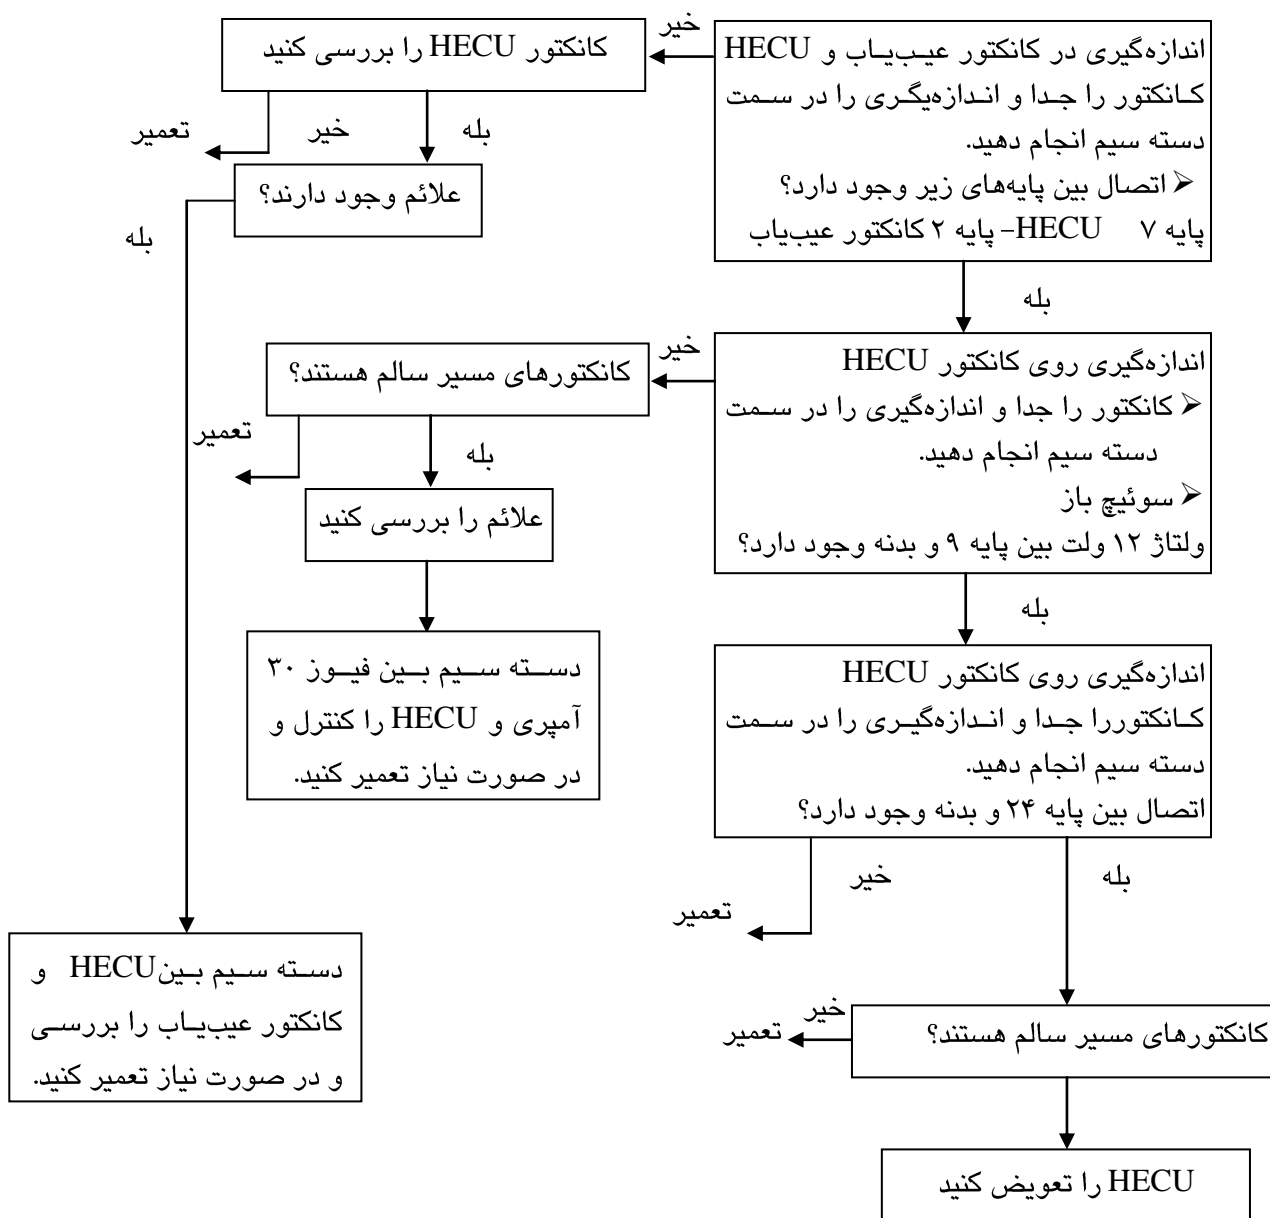 اندازه‌گیری در کانکتور عیب‌یاب و HECU
کانکتور را جدا و اندازه‌یگری را در سمت
دسته سیم انجام دهید.
⮚ اتصال بین پایه‌های زیر وجود دارد؟
پایه ۷ HECU- پایه ۲ کانکتور عیب‌یاب
خیر
کانکتور HECU را بررسی کنید
بله
خیر
تعمیر
علائم وجود دارند؟
بله
بله
اندازه‌گیری روی کانکتور HECU
⮚ کانکتور را جدا و اندازه‌گیری را در سمت
دسته سیم انجام دهید.
⮚ سوئیچ باز
ولتاژ ۱۲ ولت بین پایه ۹ و بدنه وجود دارد؟
خیر
کانکتورهای مسیر سالم هستند؟
تعمیر
بله
علائم را بررسی کنید
دسته سیم بین فیوز ۳۰
آمپری و HECU را کنترل و
در صورت نیاز تعمیر کنید.
بله
اندازه‌گیری روی کانکتور HECU
کانکتوررا جدا و اندازه‌گیری را در سمت
دسته سیم انجام دهید.
اتصال بین پایه ۲۴ و بدنه وجود دارد؟
خیر
بله
تعمیر
دسته سیم بین‌HECU و
کانکتور عیب‌یاب را بررسی
و در صورت نیاز تعمیر کنید.
کانکتورهای مسیر سالم هستند؟
خیر
تعمیر
HECU را تعویض کنید